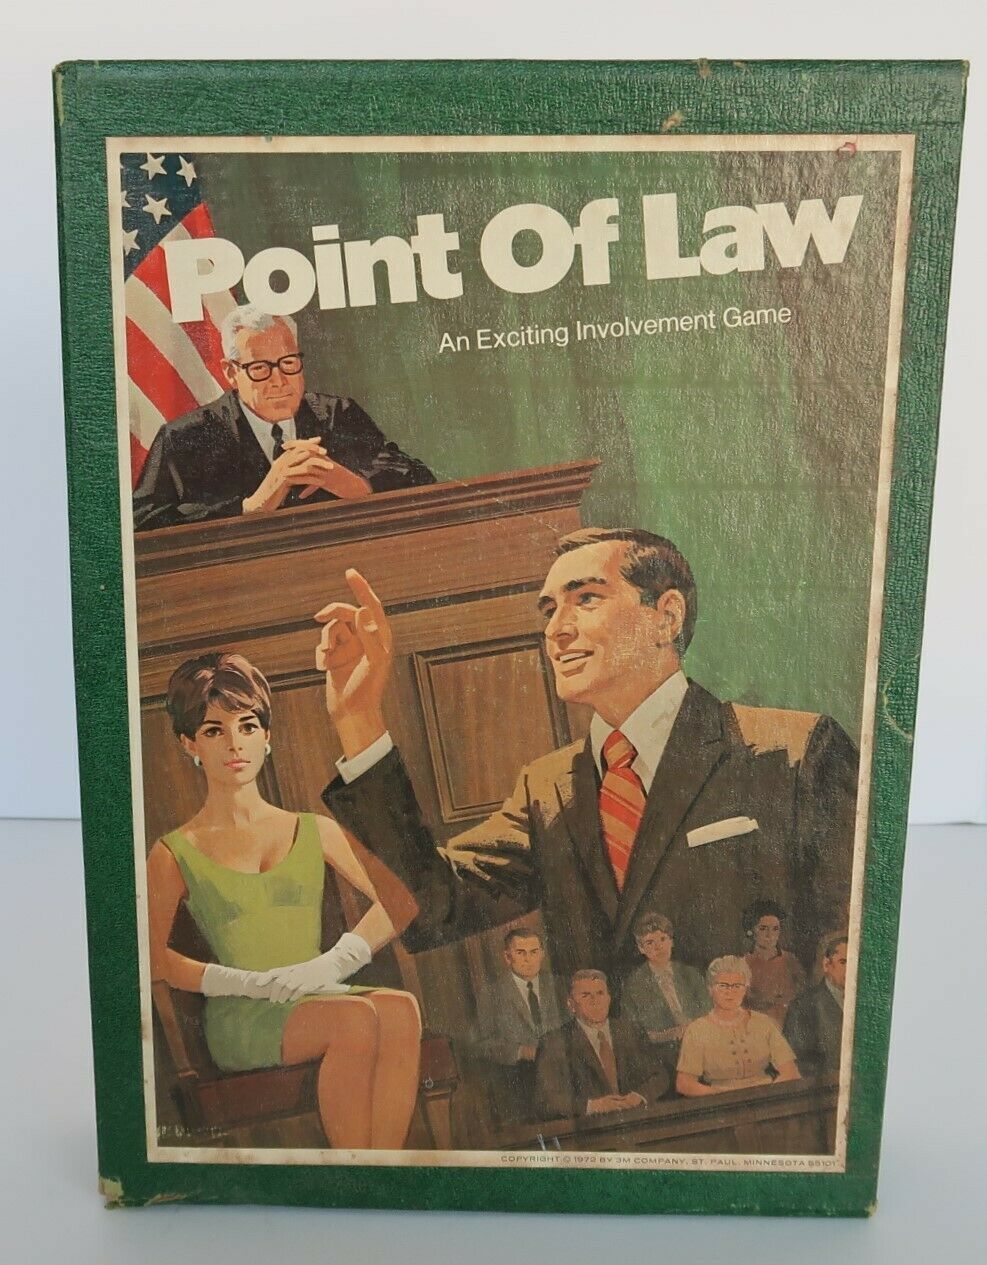 Point Of Law
An Exciting Involvement Game
COPYRIGHT © 1972 BY 3M COMPANY, ST. PAUL, MINNESOTA 55101